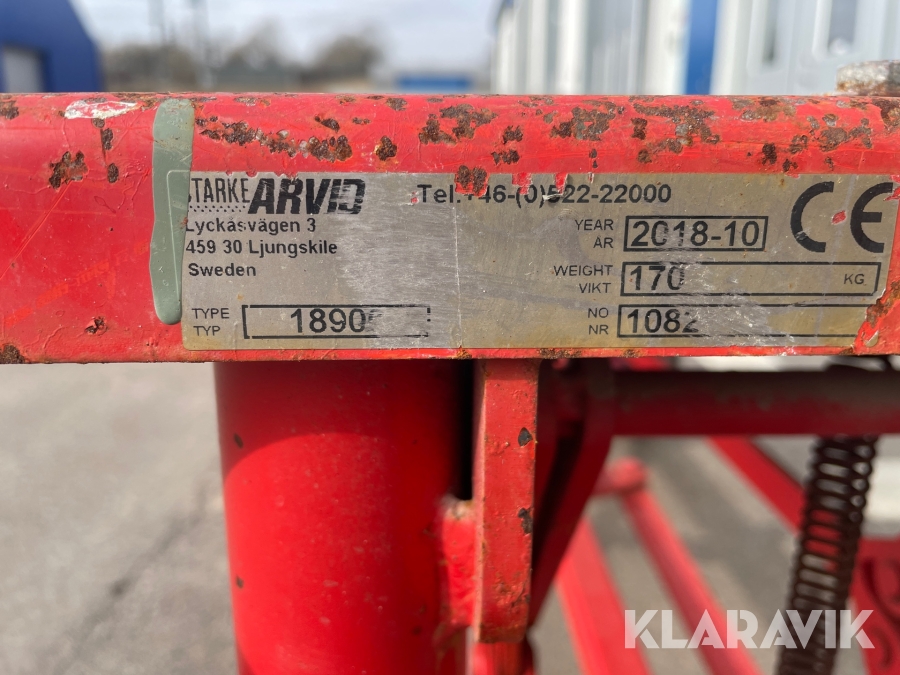 STARKE ARVID Tel.+46-(0)522-22000
Lyckåsvägen 3
459 30 Ljungskile
Sweden
YEAR
ÅR 2018-10 CE
WEIGHT
VIKT 170 KG
TYPE
TYP
NO
NR
KLARAVIK